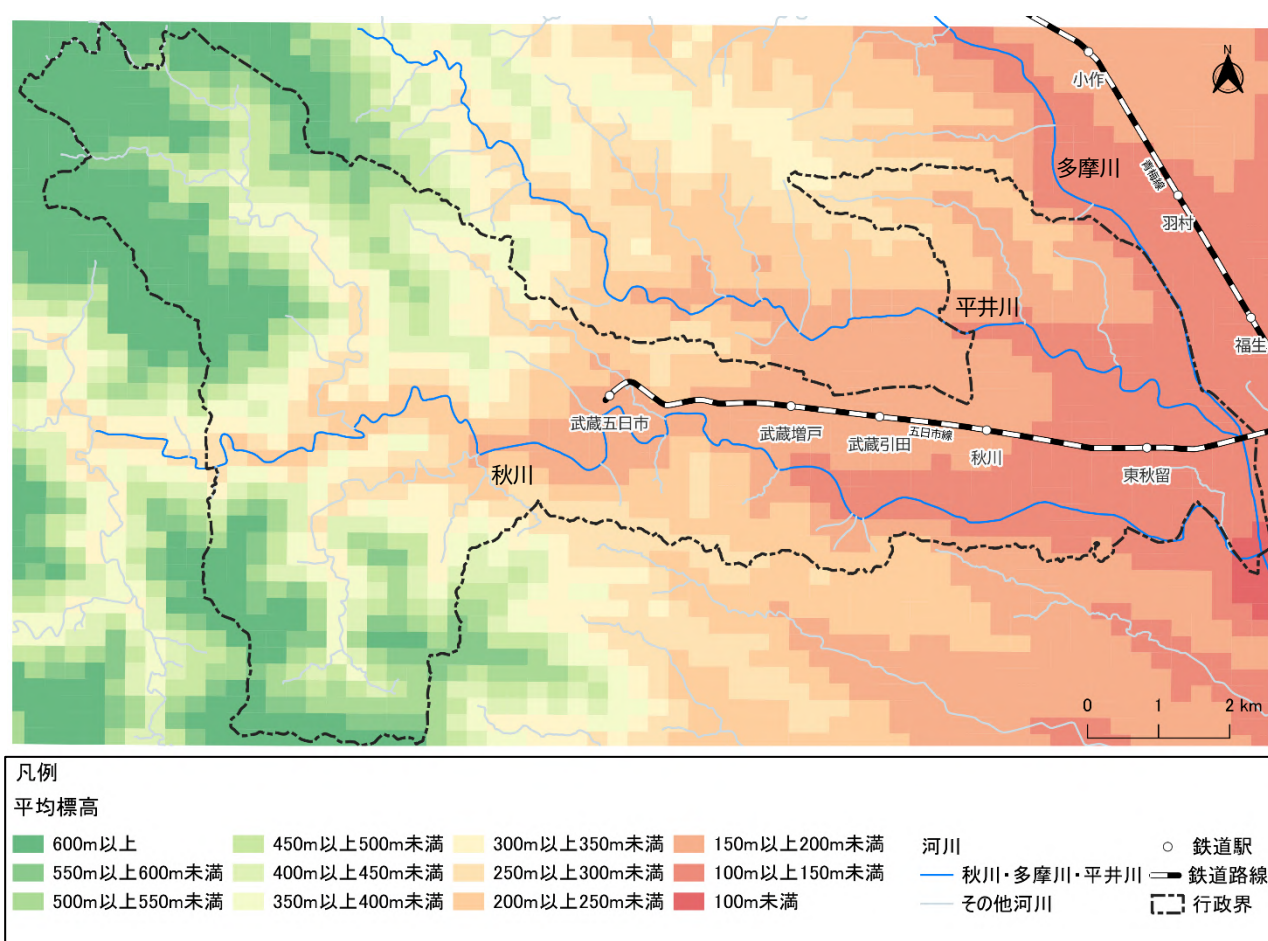 N
小作
多摩川
青梅線
羽村
平井川
福生
武蔵五日市
武蔵増戸
武蔵引田
五日市線
秋川
東秋留
秋川
0 1 2 km
凡例
平均標高
600m以上
550m以上600m未満
500m以上550m未満
450m以上500m未満
400m以上450m未満
350m以上400m未満
300m以上350m未満
250m以上300m未満
200m以上250m未満
150m以上200m未満
100m以上150m未満
100m未満
河川
秋川・多摩川・平井川
その他河川
鉄道駅
鉄道路線
行政界